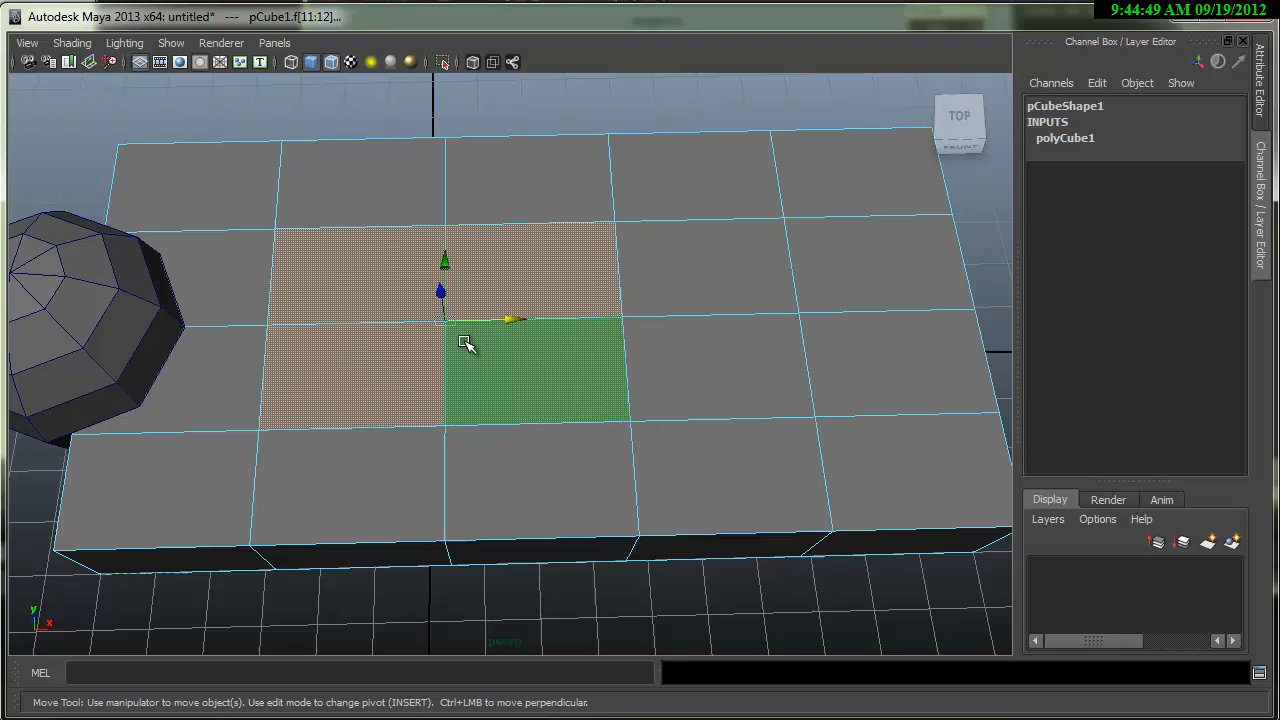 9:44:49 AM 09/19/2012
Autodesk Maya 2013 x64: untitled* --- pCube1.f[11:12]...
View Shading Lighting Show Renderer Panels
Channel Box / Layer Editor
Channels Edit Object Show
pCubeShape1
INPUTS
polyCube1
Attribute Editor
Channel Box / Layer Editor
TOP
FRONT
Display Render Anim
Layers Options Help
y
x
persp
MEL
Move Tool: Use manipulator to move object(s). Use edit mode to change pivot (INSERT). Ctrl+LMB to move perpendicular.